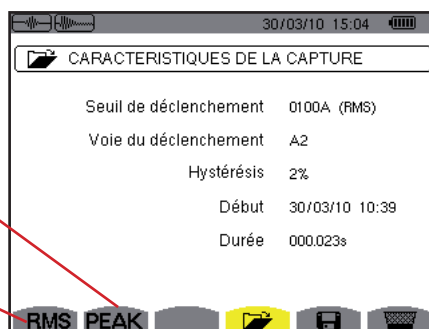 30/03/10 15:04
CARACTERISTIQUES DE LA CAPTURE
Seuil de déclenchement 0100A (RMS)
Voie du déclenchement A2
Hystérésis 2%
Début 30/03/10 10:39
Durée 000.023s
RMS PEAK